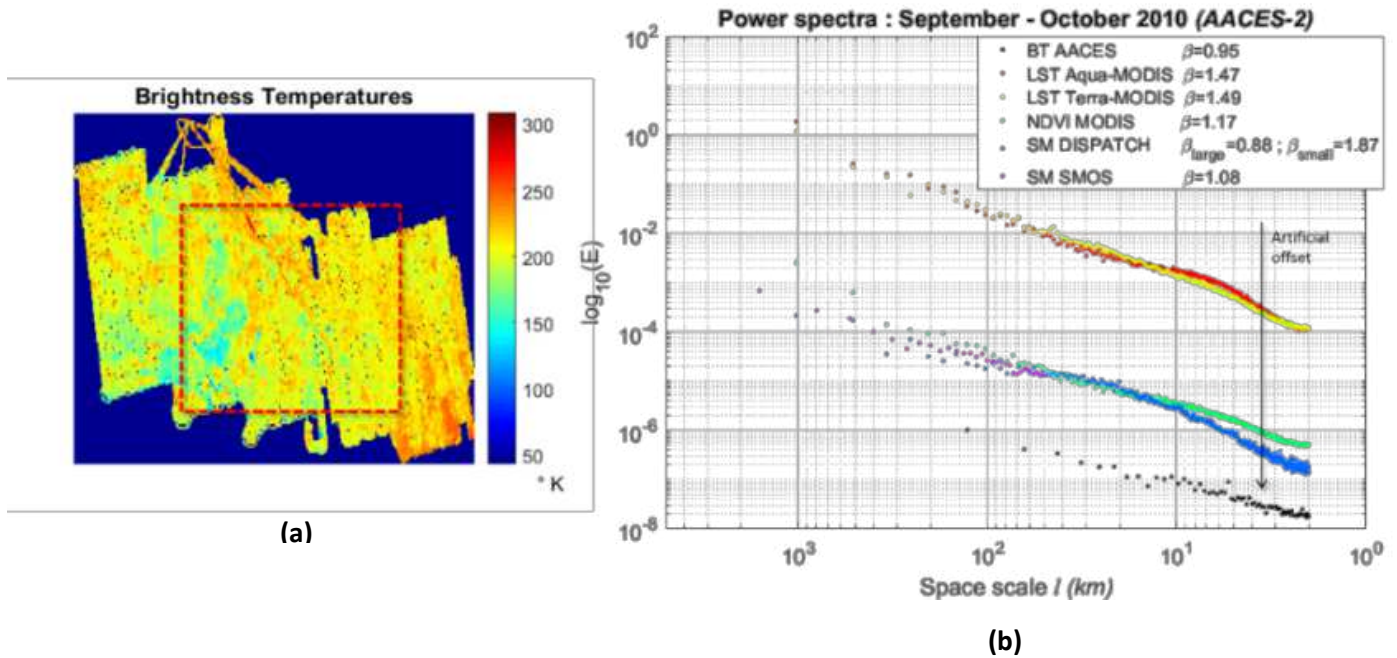 Brightness Temperatures
300
250
200
150
100
50
° K
(a)
Power spectra : September - October 2010 (AACES-2)
BT AACES β=0.95
LST Aqua-MODIS β=1.47
LST Terra-MODIS β=1.49
NDVI MODIS β=1.17
SM DISPATCH β_large=0.88 ; β_small=1.87
SM SMOS β=1.08
Artificial
offset
log₁₀(E)
10²
10⁰
10⁻²
10⁻⁴
10⁻⁶
10⁻⁸
10³ 10² 10¹ 10⁰
Space scale l (km)
(b)